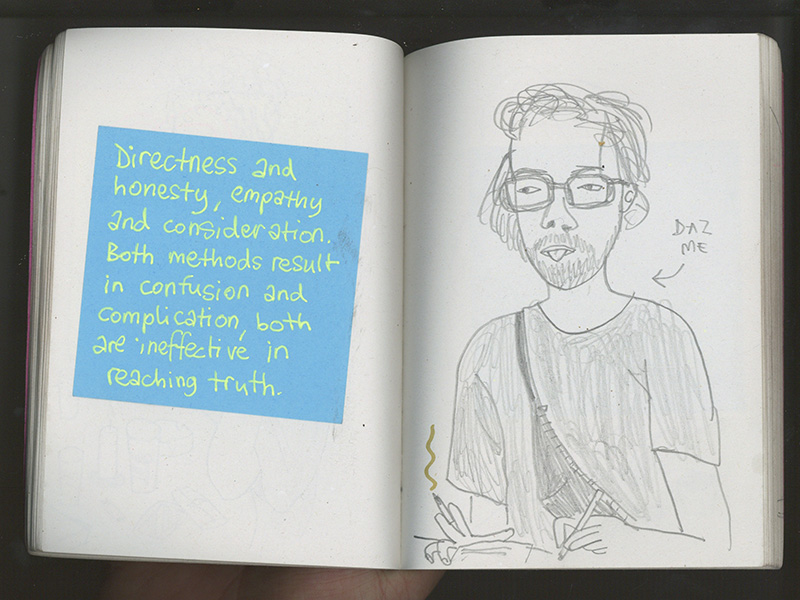 Directness and
honesty, empathy
and consideration.
Both methods result
in confusion and
complication, both
are ineffective in
reaching truth.
DAZ
ME